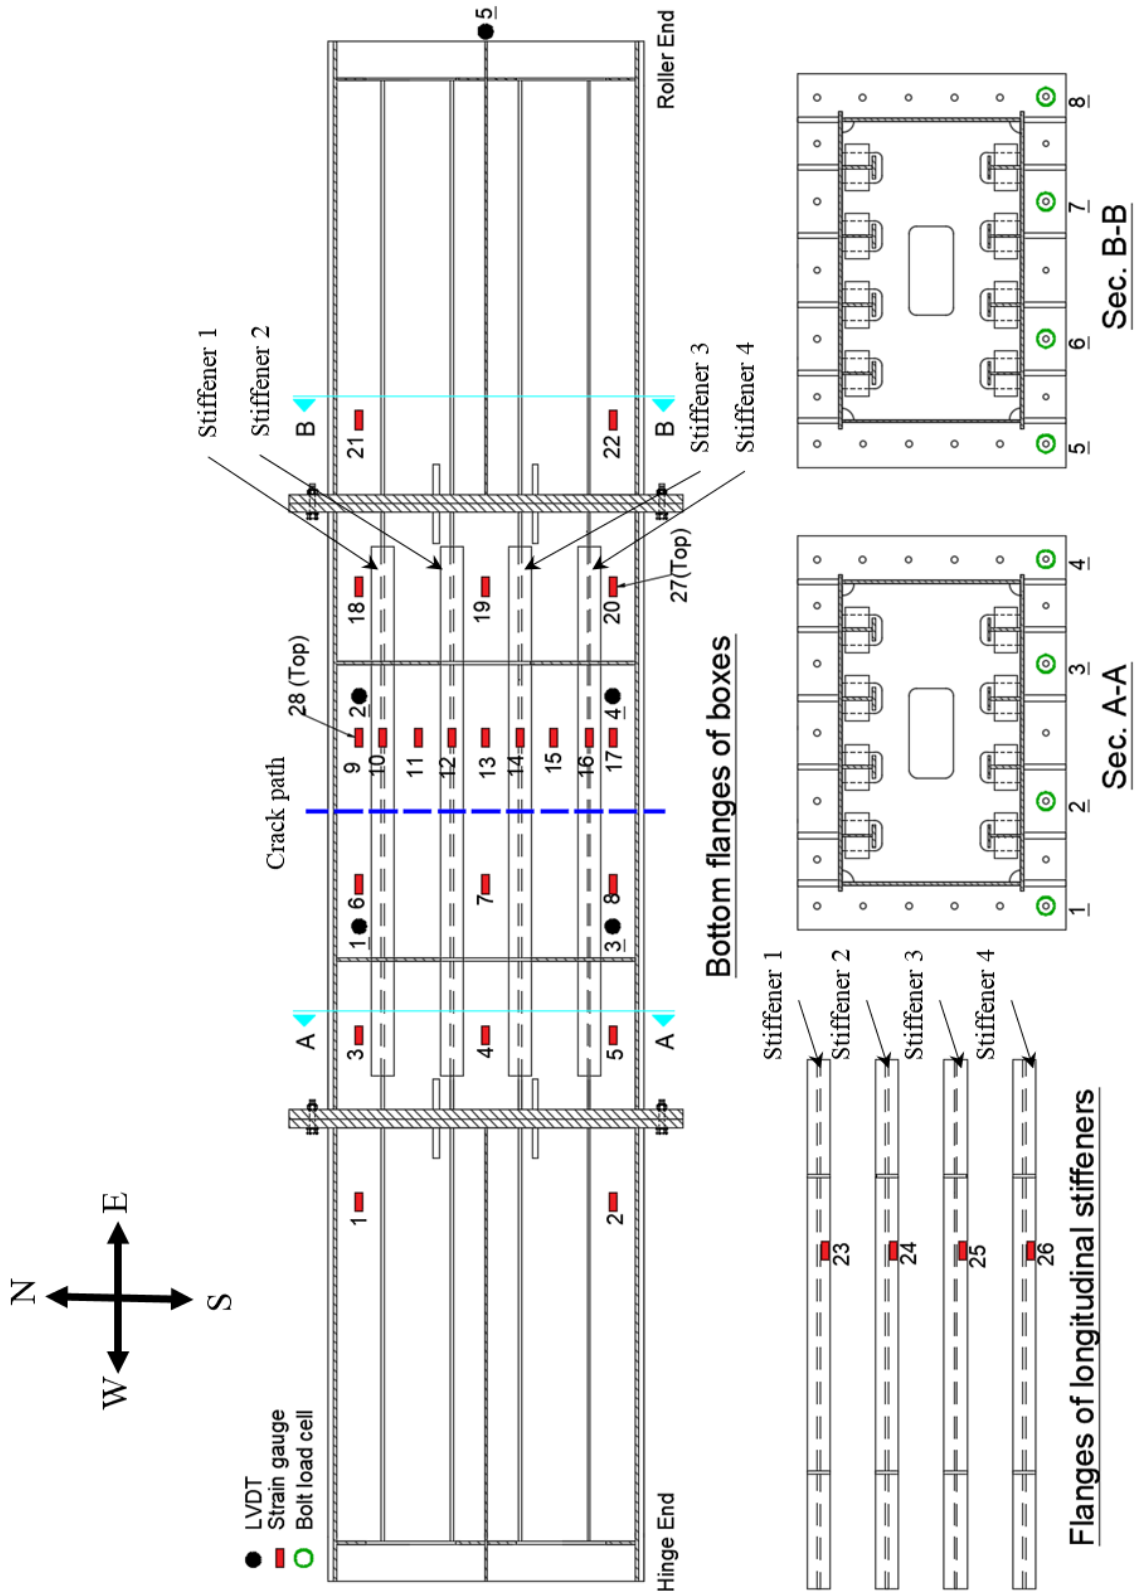 N
W
E
S
LVDT
Strain gauge
Bolt load cell
Hinge End
Roller End
Crack path
28 (Top)
27(Top)
Stiffener 1
Stiffener 2
Stiffener 3
Stiffener 4
A
A
B
B
1
2
3
4
5
6
7
8
9
10
11
12
13
14
15
16
17
18
19
20
21
22
1
2
3
4
5
Bottom flanges of boxes
Stiffener 1
Stiffener 2
Stiffener 3
Stiffener 4
23
24
25
26
Flanges of longitudinal stiffeners
1
2
3
4
Sec. A-A
5
6
7
8
Sec. B-B